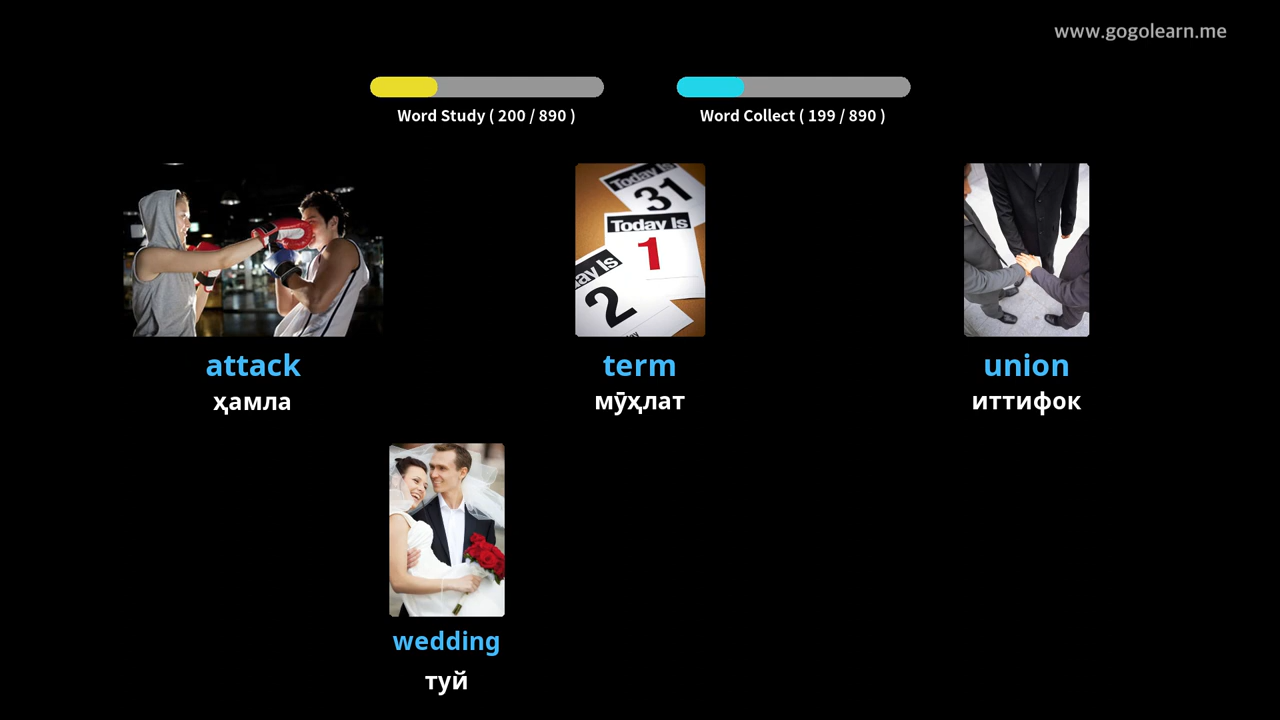 www.gogolearn.me
Word Study ( 200 / 890 )
Word Collect ( 199 / 890 )
Today Is
31
Today Is
1
ay Is
2
attack
term
union
ҳамла
мӯҳлат
иттифок
wedding
туй